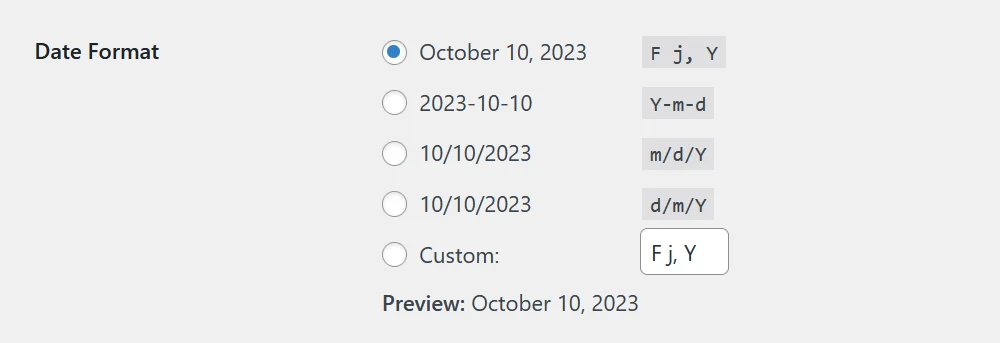 Date Format October 10, 2023 F j, Y
2023-10-10 Y-m-d
10/10/2023 m/d/Y
10/10/2023 d/m/Y
Custom: F j, Y
Preview: October 10, 2023